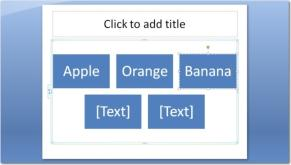 Click to add title
Apple Orange Banana
[Text] [Text]